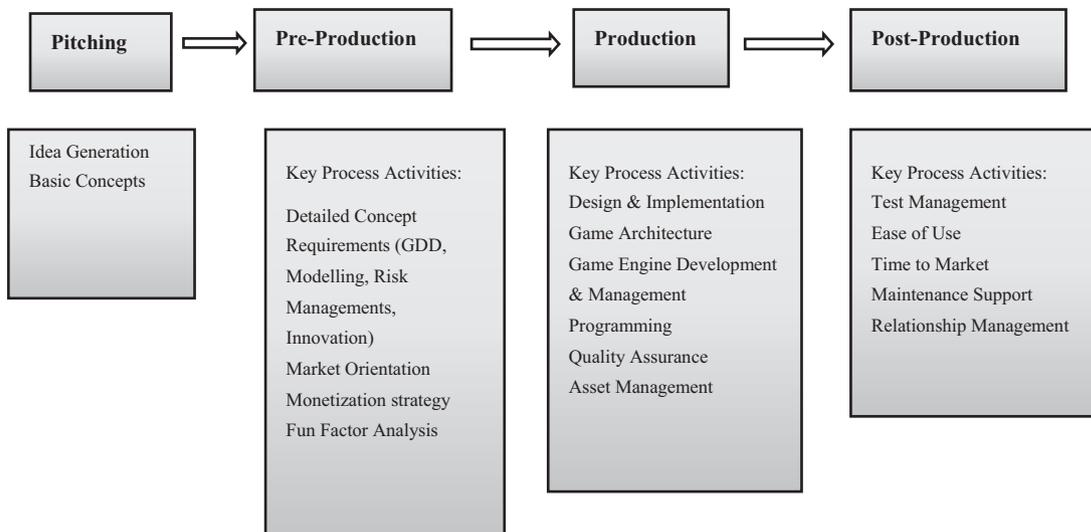 Pitching
Pre-Production
Production
Post-Production
Idea Generation
Basic Concepts
Key Process Activities:
Detailed Concept
Requirements (GDD,
Modelling, Risk
Managements,
Innovation)
Market Orientation
Monetization strategy
Fun Factor Analysis
Key Process Activities:
Design & Implementation
Game Architecture
Game Engine Development
& Management
Programming
Quality Assurance
Asset Management
Key Process Activities:
Test Management
Ease of Use
Time to Market
Maintenance Support
Relationship Management